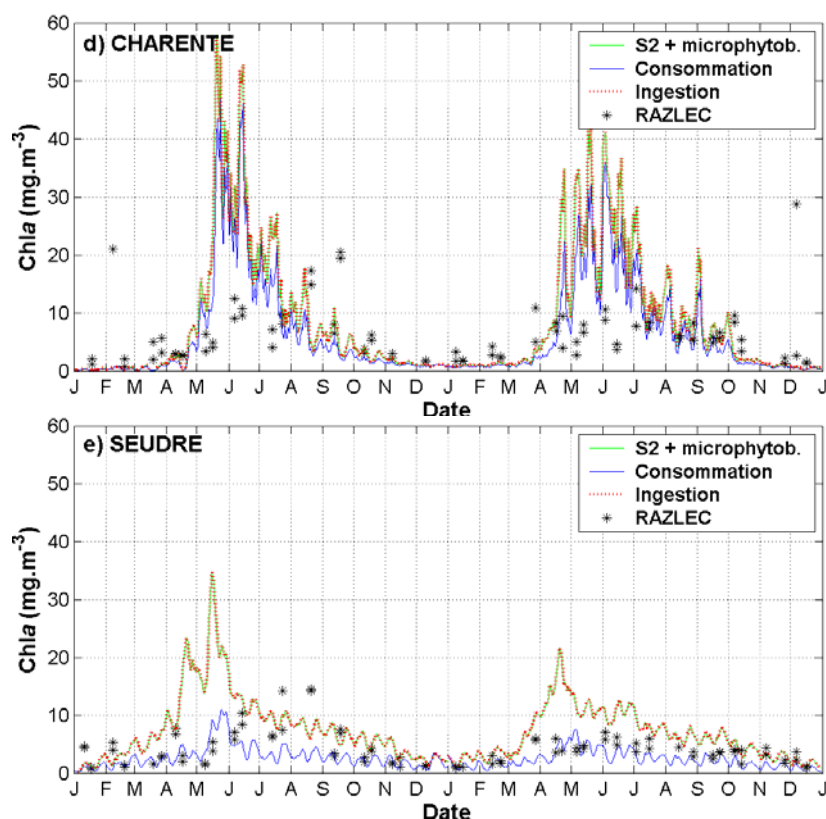 60
d) CHARENTE
50
40
30
20
10
0
Chla (mg.m-3)
S2 + microphytob.
Consommation
Ingestion
RAZLEC
J F M A M J J A S O N D J F M A M J J A S O N D J
Date
60
e) SEUDRE
50
40
30
20
10
0
Chla (mg.m-3)
S2 + microphytob.
Consommation
Ingestion
RAZLEC
J F M A M J J A S O N D J F M A M J J A S O N D J
Date